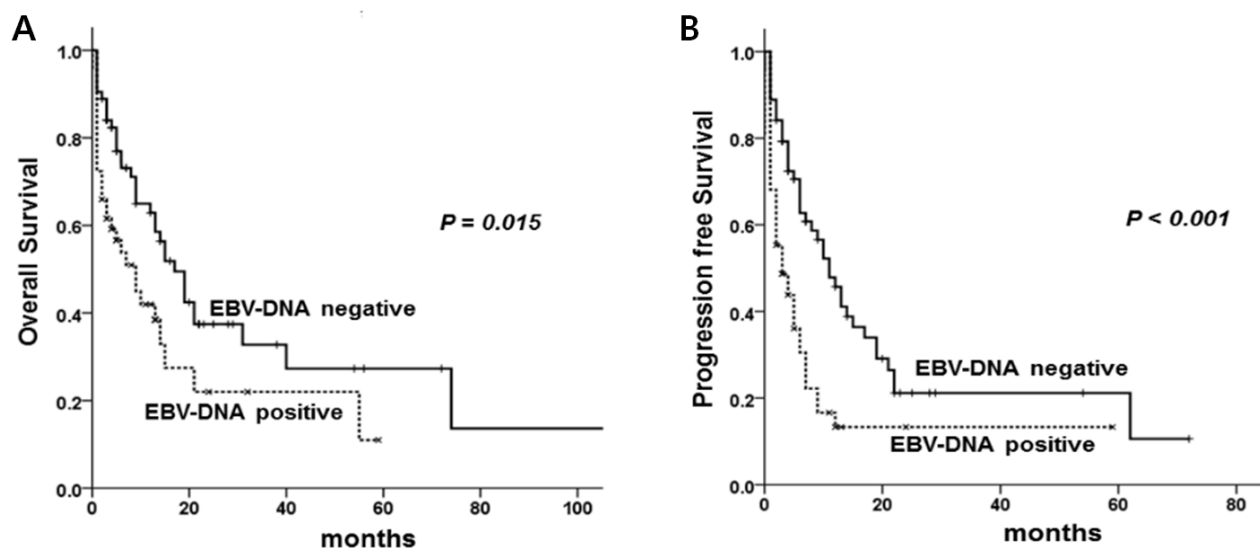 A
Overall Survival
1.0
0.8
0.6
0.4
0.2
0.0
P = 0.015
EBV-DNA negative
EBV-DNA positive
0 20 40 60 80 100
months
B
Progression free Survival
1.0
0.8
0.6
0.4
0.2
0.0
P < 0.001
EBV-DNA negative
EBV-DNA positive
0 20 40 60 80
months